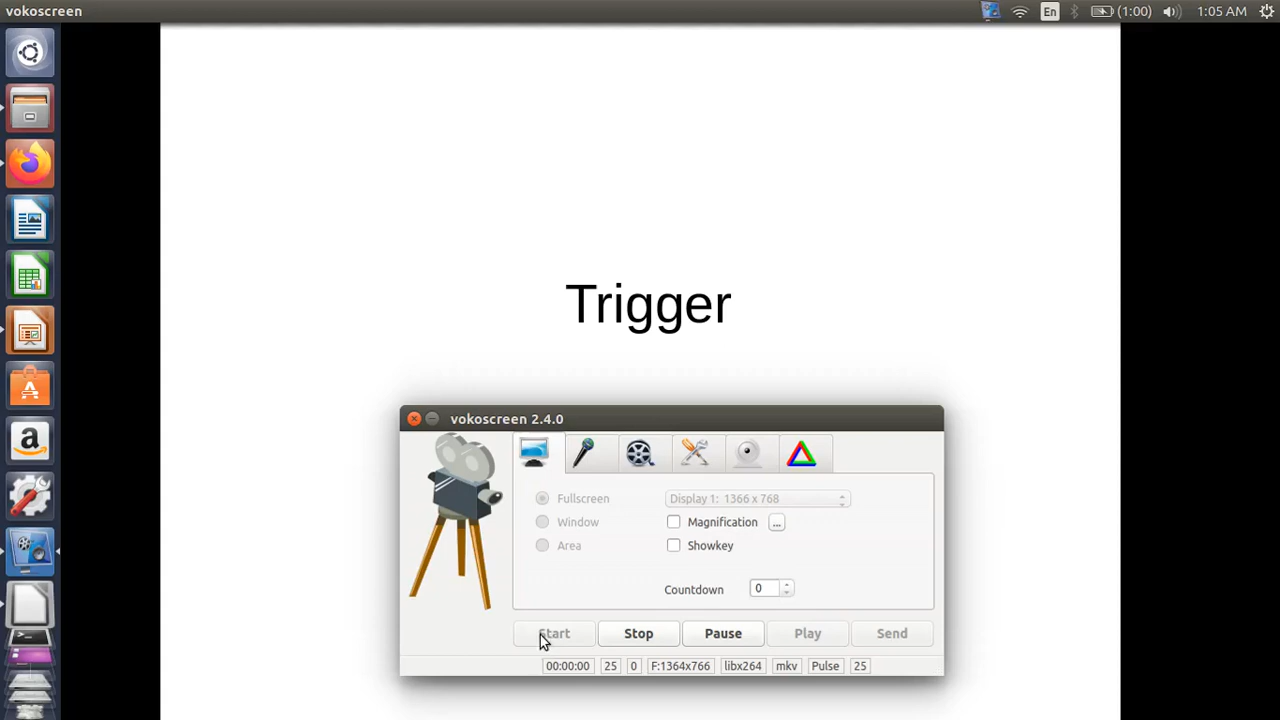 vokoscreen
En
(1:00)
1:05 AM
Trigger
vokoscreen 2.4.0
Fullscreen
Display 1: 1366 x 768
Window
Magnification
...
Area
Showkey
Countdown
0
Start
Stop
Pause
Play
Send
00:00:00
25
0
F:1364x766
libx264
mkv
Pulse
25